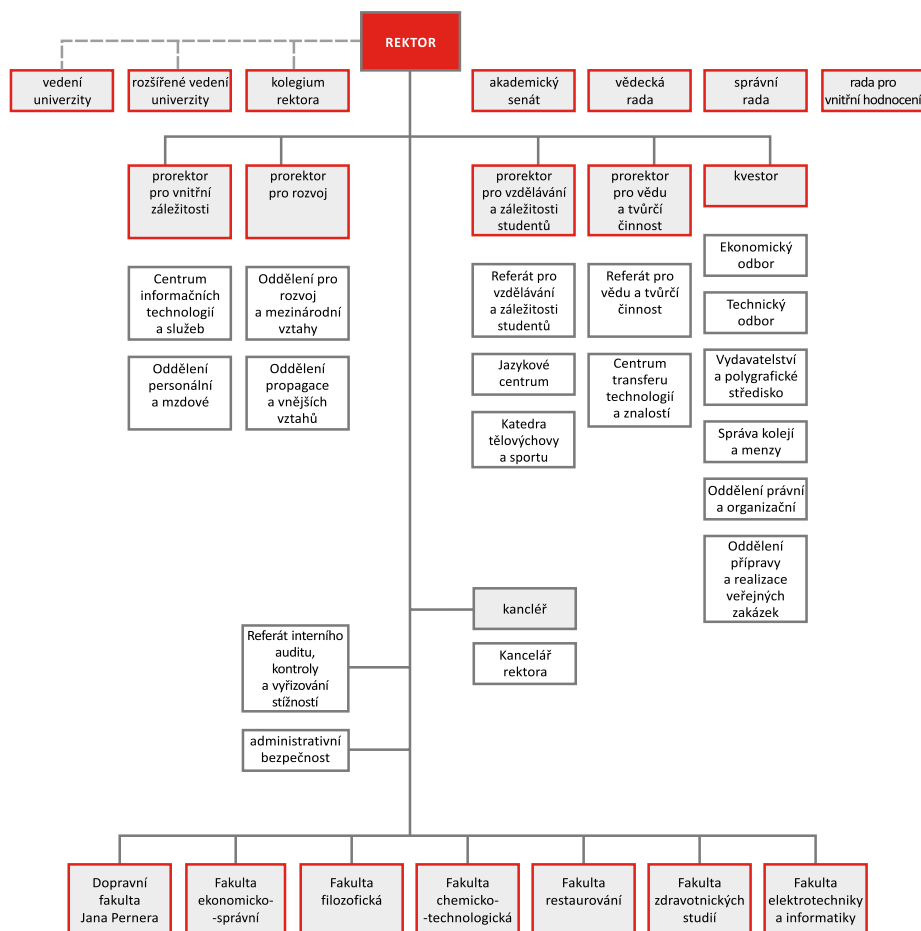 REKTOR
vedení
univerzity
rozšířené vedení
univerzity
kolegium
rektora
akademický
senát
vědecká
rada
správní
rada
rada pro
vnitřní hodnocení
prorektor
pro vnitřní
záležitosti
prorektor
pro rozvoj
prorektor
pro vzdělávání
a záležitosti
studentů
prorektor
pro vědu
a tvůrčí
činnost
kvestor
Centrum
informačních
technologií
a služeb
Oddělení
personální
a mzdové
Oddělení pro
rozvoj
a mezinárodní
vztahy
Oddělení
propagace
a vnějších
vztahů
Referát pro
vzdělávání
a záležitosti
studentů
Jazykové
centrum
Katedra
tělovýchovy
a sportu
Referát pro
vědu a tvůrčí
činnost
Centrum
transferu
technologií
a znalostí
Ekonomický
odbor
Technický
odbor
Vydavatelství
a polygrafické
středisko
Správa kolejí
a menzy
Oddělení právní
a organizační
Oddělení
přípravy
a realizace
veřejných
zakázek
kancléř
Kancelář
rektora
Referát interního
auditu,
kontroly
a vyřizování
stížností
administrativní
bezpečnost
Dopravní
fakulta
Jana Pernera
Fakulta
ekonomicko-
-správní
Fakulta
filozofická
Fakulta
chemicko-
-technologická
Fakulta
restaurování
Fakulta
zdravotnických
studií
Fakulta
elektrotechniky
a informatiky